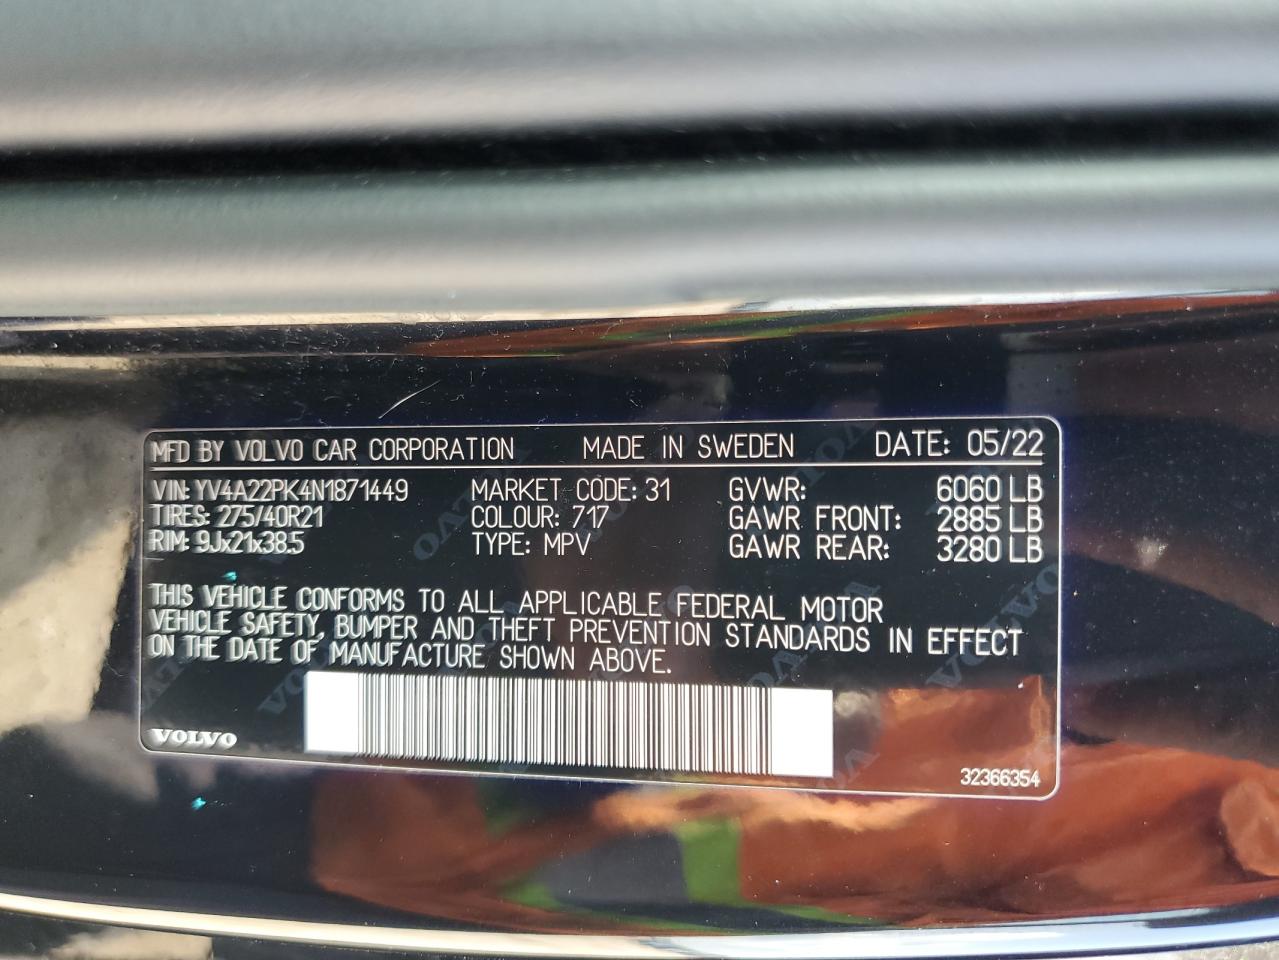 MFD BY VOLVO CAR CORPORATION MADE IN SWEDEN DATE: 05/22
VIN: YV4A22PK4N1871449 MARKET CODE: 31 GVWR: 6060 LB
TIRES: 275/40R21 COLOUR: 717 GAWR FRONT: 2885 LB
RIM: 9Jx21x38.5 TYPE: MPV GAWR REAR: 3280 LB
THIS VEHICLE CONFORMS TO ALL APPLICABLE FEDERAL MOTOR
VEHICLE SAFETY, BUMPER AND THEFT PREVENTION STANDARDS IN EFFECT
ON THE DATE OF MANUFACTURE SHOWN ABOVE.
VOLVO
32366354